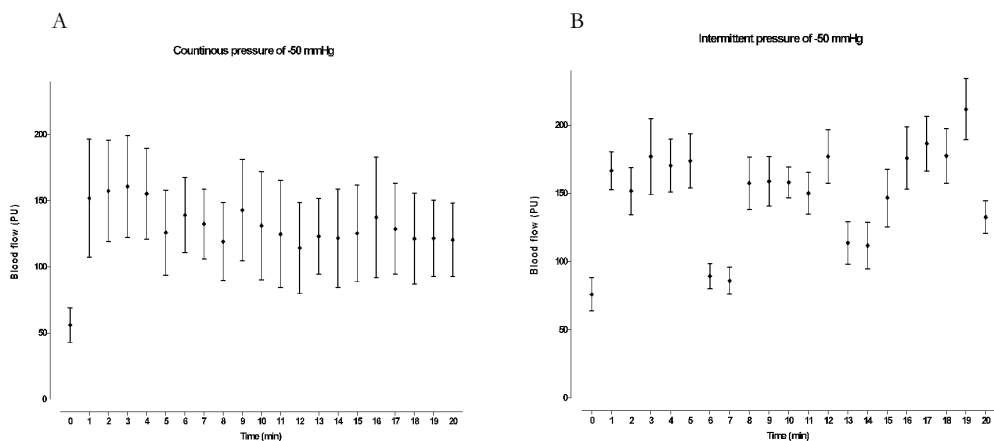 A
Countinous pressure of -50 mmHg
Blood flow (PU)
200
150
100
50
0
0 1 2 3 4 5 6 7 8 9 10 11 12 13 14 15 16 17 18 19 20
Time (min)
B
Intermittent pressure of -50 mmHg
Blood flow (PU)
200
150
100
50
0
0 1 2 3 4 5 6 7 8 9 10 11 12 13 14 15 16 17 18 19 20
Time (min)